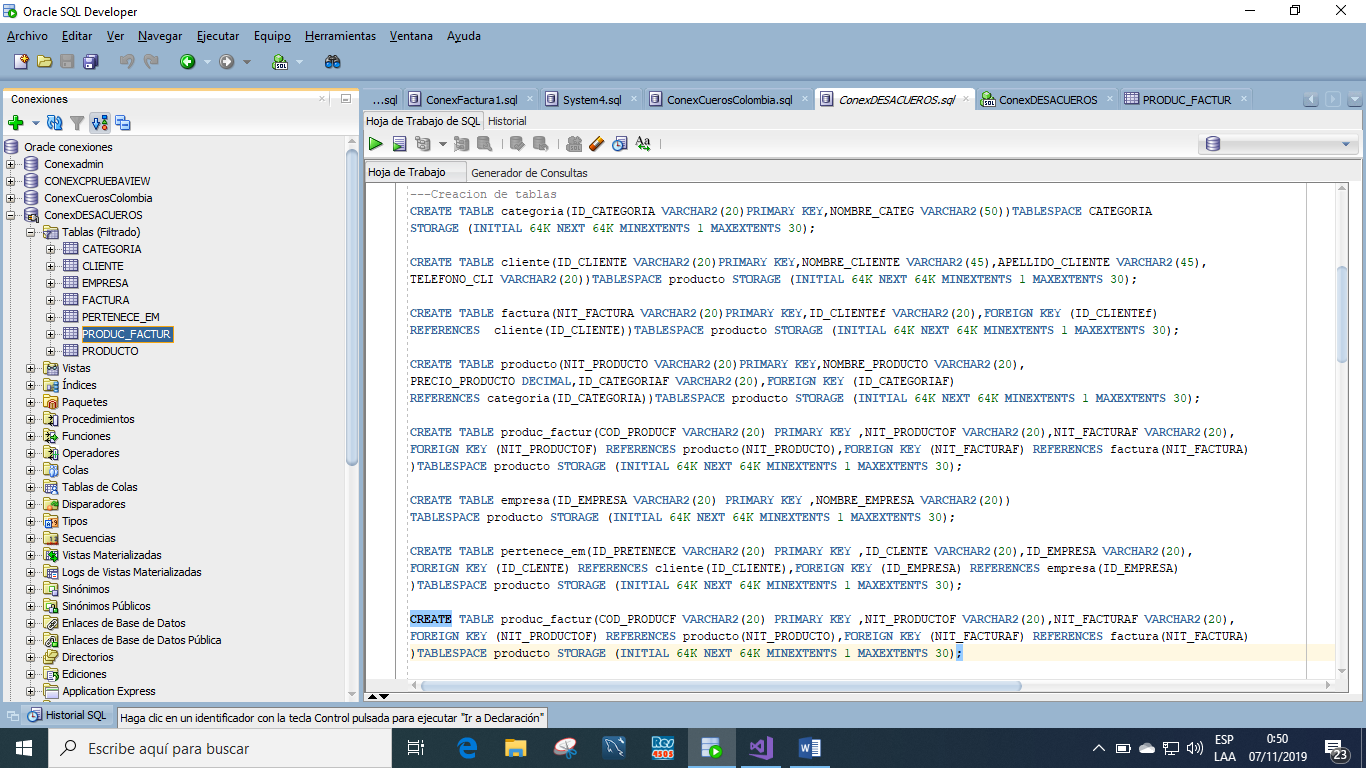 Oracle SQL Developer
Archivo Editar Ver Navegar Ejecutar Equipo Herramientas Ventana Ayuda
Conexiones
...sql ConexFactura1.sql System4.sql ConexCuerosColombia.sql ConexDESACUEROS.sql ConexDESACUEROS PRODUC_FACTUR
Hoja de Trabajo de SQL Historial
Hoja de Trabajo Generador de Consultas
Oracle conexiones
Conexadmin
CONEXCPRUEBAVIEW
ConexCuerosColombia
ConexDESACUEROS
Tablas (Filtrado)
CATEGORIA
CLIENTE
EMPRESA
FACTURA
PERTENECE_EM
PRODUC_FACTUR
PRODUCTO
Vistas
Índices
Paquetes
Procedimientos
Funciones
Operadores
Colas
Tablas de Colas
Disparadores
Tipos
Secuencias
Vistas Materializadas
Logs de Vistas Materializadas
Sinónimos
Sinónimos Públicos
Enlaces de Base de Datos
Enlaces de Base de Datos Pública
Directorios
Ediciones
Application Express
---Creacion de tablas
CREATE TABLE categoria(ID_CATEGORIA VARCHAR2(20)PRIMARY KEY,NOMBRE_CATEG VARCHAR2(50))TABLESPACE CATEGORIA
STORAGE (INITIAL 64K NEXT 64K MINEXTENTS 1 MAXEXTENTS 30);
CREATE TABLE cliente(ID_CLIENTE VARCHAR2(20)PRIMARY KEY,NOMBRE_CLIENTE VARCHAR2(45),APELLIDO_CLIENTE VARCHAR2(45),
TELEFONO_CLI VARCHAR2(20))TABLESPACE producto STORAGE (INITIAL 64K NEXT 64K MINEXTENTS 1 MAXEXTENTS 30);
CREATE TABLE factura(NIT_FACTURA VARCHAR2(20)PRIMARY KEY,ID_CLIENTEf VARCHAR2(20),FOREIGN KEY (ID_CLIENTEf)
REFERENCES  cliente(ID_CLIENTE))TABLESPACE producto STORAGE (INITIAL 64K NEXT 64K MINEXTENTS 1 MAXEXTENTS 30);
CREATE TABLE producto(NIT_PRODUCTO VARCHAR2(20)PRIMARY KEY,NOMBRE_PRODUCTO VARCHAR2(20),
PRECIO_PRODUCTO DECIMAL,ID_CATEGORIAF VARCHAR2(20),FOREIGN KEY (ID_CATEGORIAF)
REFERENCES categoria(ID_CATEGORIA))TABLESPACE producto STORAGE (INITIAL 64K NEXT 64K MINEXTENTS 1 MAXEXTENTS 30);
CREATE TABLE produc_factur(COD_PRODUCF VARCHAR2(20) PRIMARY KEY ,NIT_PRODUCTOF VARCHAR2(20),NIT_FACTURAF VARCHAR2(20),
FOREIGN KEY (NIT_PRODUCTOF) REFERENCES producto(NIT_PRODUCTO),FOREIGN KEY (NIT_FACTURAF) REFERENCES factura(NIT_FACTURA)
)TABLESPACE producto STORAGE (INITIAL 64K NEXT 64K MINEXTENTS 1 MAXEXTENTS 30);
CREATE TABLE empresa(ID_EMPRESA VARCHAR2(20) PRIMARY KEY ,NOMBRE_EMPRESA VARCHAR2(20))
TABLESPACE producto STORAGE (INITIAL 64K NEXT 64K MINEXTENTS 1 MAXEXTENTS 30);
CREATE TABLE pertenece_em(ID_PRETENECE VARCHAR2(20) PRIMARY KEY ,ID_CLENTE VARCHAR2(20),ID_EMPRESA VARCHAR2(20),
FOREIGN KEY (ID_CLENTE) REFERENCES cliente(ID_CLIENTE),FOREIGN KEY (ID_EMPRESA) REFERENCES empresa(ID_EMPRESA)
)TABLESPACE producto STORAGE (INITIAL 64K NEXT 64K MINEXTENTS 1 MAXEXTENTS 30);
CREATE TABLE produc_factur(COD_PRODUCF VARCHAR2(20) PRIMARY KEY ,NIT_PRODUCTOF VARCHAR2(20),NIT_FACTURAF VARCHAR2(20),
FOREIGN KEY (NIT_PRODUCTOF) REFERENCES producto(NIT_PRODUCTO),FOREIGN KEY (NIT_FACTURAF) REFERENCES factura(NIT_FACTURA)
)TABLESPACE producto STORAGE (INITIAL 64K NEXT 64K MINEXTENTS 1 MAXEXTENTS 30);
Historial SQL Haga clic en un identificador con la tecla Control pulsada para ejecutar "Ir a Declaración"
Escribe aquí para buscar
ESP
LAA
0:50
07/11/2019
23